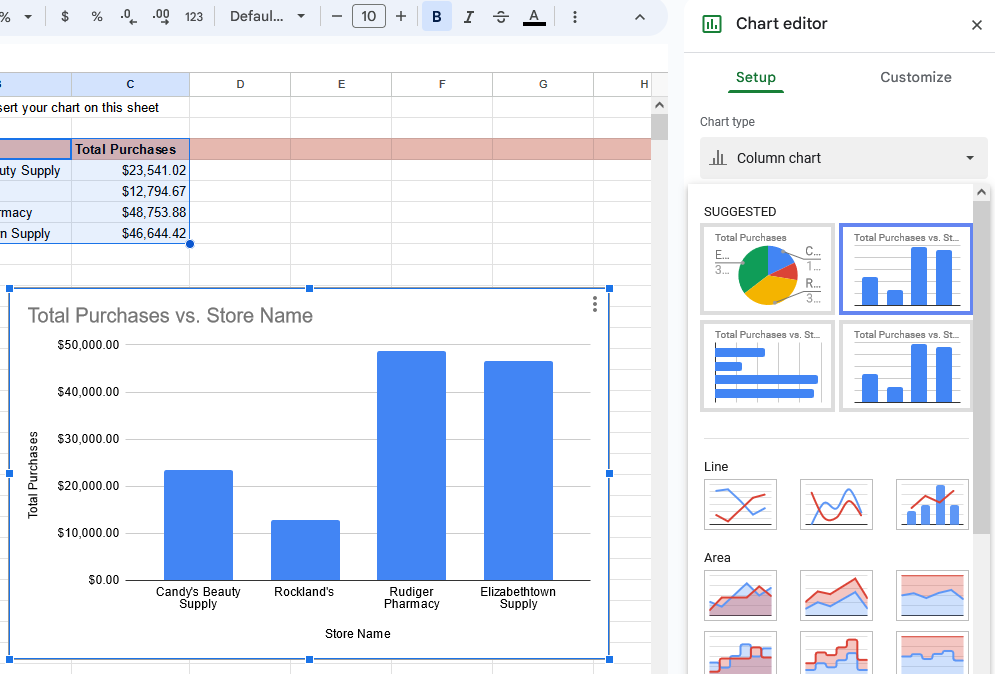 % $ % .0 .00 123 Defaul... − 10 + B I S A
Chart editor
Setup Customize
C D E F G H
sert your chart on this sheet
Chart type
Column chart
Total Purchases
uty Supply $23,541.02
$12,794.67
rmacy $48,753.88
n Supply $46,644.42
SUGGESTED
Total Purchases
E...
3...
C...
1...
R...
3...
Total Purchases vs. St...
Total Purchases vs. St...
Total Purchases vs. St...
Total Purchases vs. Store Name
$50,000.00
$40,000.00
$30,000.00
$20,000.00
$10,000.00
$0.00
Total Purchases
Candy's Beauty
Supply
Rockland's
Rudiger
Pharmacy
Elizabethtown
Supply
Store Name
Line
Area